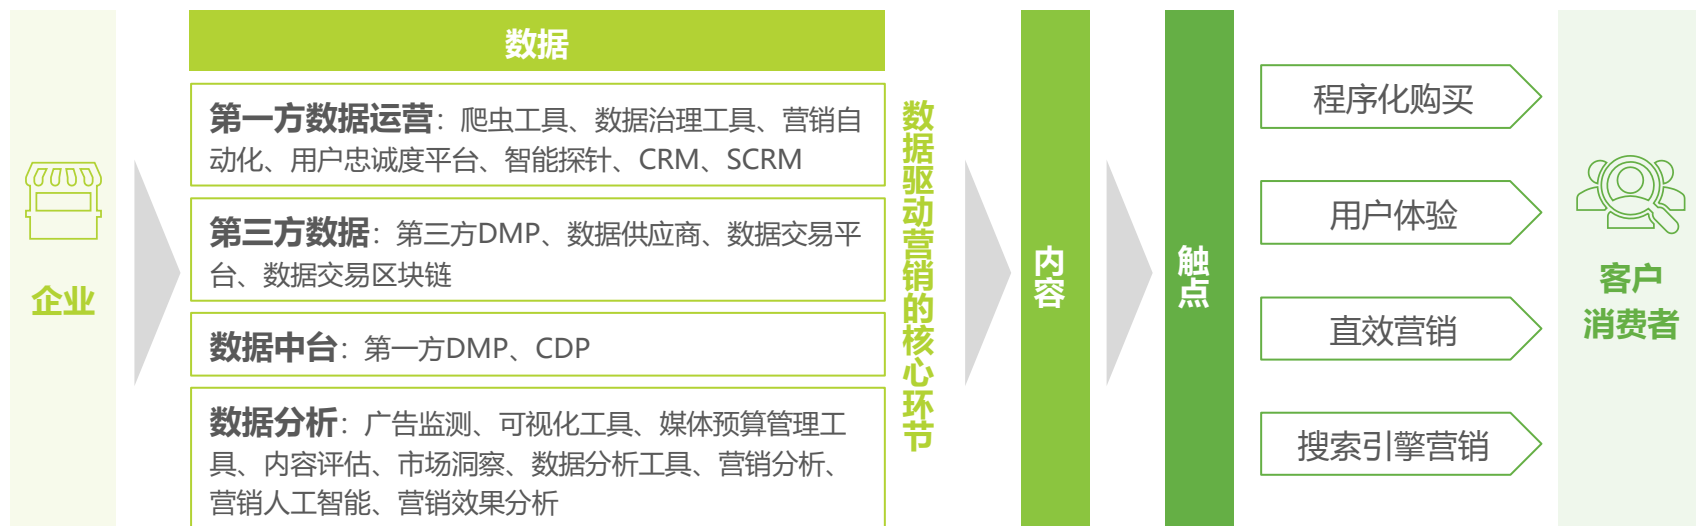 企业
数据
第一方数据运营：爬虫工具、数据治理工具、营销自
动化、用户忠诚度平台、智能探针、CRM、SCRM
第三方数据：第三方DMP、数据供应商、数据交易平
台、数据交易区块链
数据中台：第一方DMP、CDP
数据分析：广告监测、可视化工具、媒体预算管理工
具、内容评估、市场洞察、数据分析工具、营销分析、
营销人工智能、营销效果分析
数据驱动营销的核心环节
内容
触点
程序化购买
用户体验
直效营销
搜索引擎营销
客户
消费者